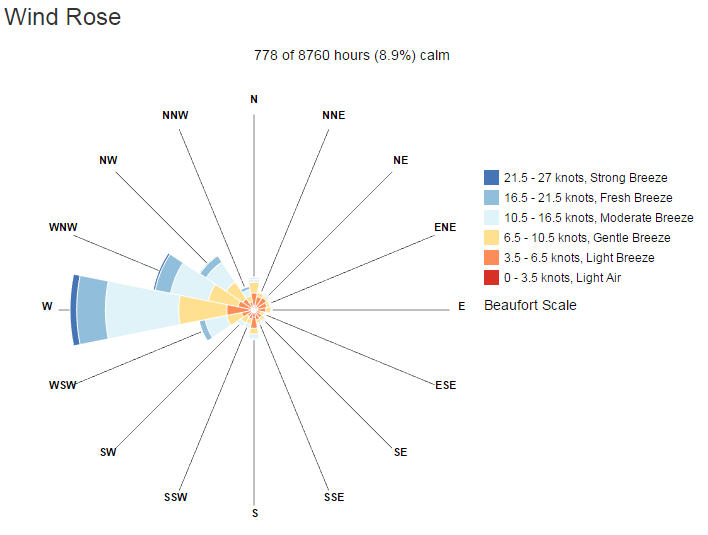 Wind Rose
778 of 8760 hours (8.9%) calm
N
NNW
NNE
NW
NE
WNW
ENE
W
E
WSW
ESE
SW
SE
SSW
SSE
S
21.5 - 27 knots, Strong Breeze
16.5 - 21.5 knots, Fresh Breeze
10.5 - 16.5 knots, Moderate Breeze
6.5 - 10.5 knots, Gentle Breeze
3.5 - 6.5 knots, Light Breeze
0 - 3.5 knots, Light Air
Beaufort Scale